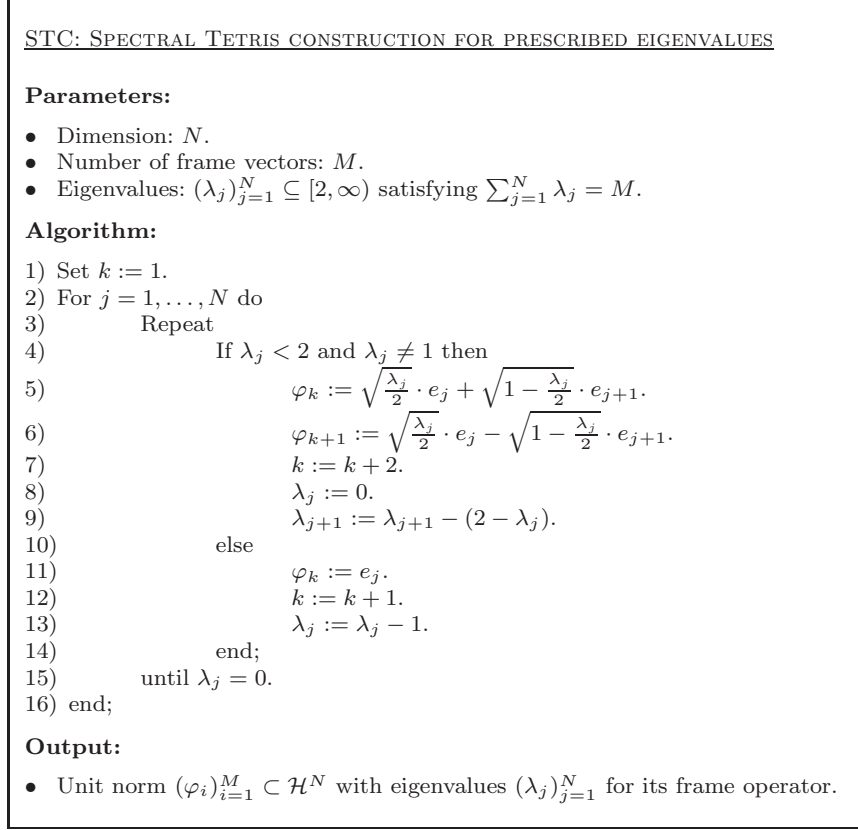 STC: SPECTRAL TETRIS CONSTRUCTION FOR PRESCRIBED EIGENVALUES
Parameters:
• Dimension: N.
• Number of frame vectors: M.
• Eigenvalues: (λ_j)_{j=1}^N ⊆ [2, ∞) satisfying ∑_{j=1}^N λ_j = M.
Algorithm:
1) Set k := 1.
2) For j = 1, . . . , N do
3) Repeat
4) If λ_j < 2 and λ_j ≠ 1 then
5) φ_k := √(λ_j/2) · e_j + √(1 − λ_j/2) · e_{j+1}.
6) φ_{k+1} := √(λ_j/2) · e_j − √(1 − λ_j/2) · e_{j+1}.
7) k := k + 2.
8) λ_j := 0.
9) λ_{j+1} := λ_{j+1} − (2 − λ_j).
10) else
11) φ_k := e_j.
12) k := k + 1.
13) λ_j := λ_j − 1.
14) end;
15) until λ_j = 0.
16) end;
Output:
• Unit norm (φ_i)_{i=1}^M ⊂ ℋ^N with eigenvalues (λ_j)_{j=1}^N for its frame operator.